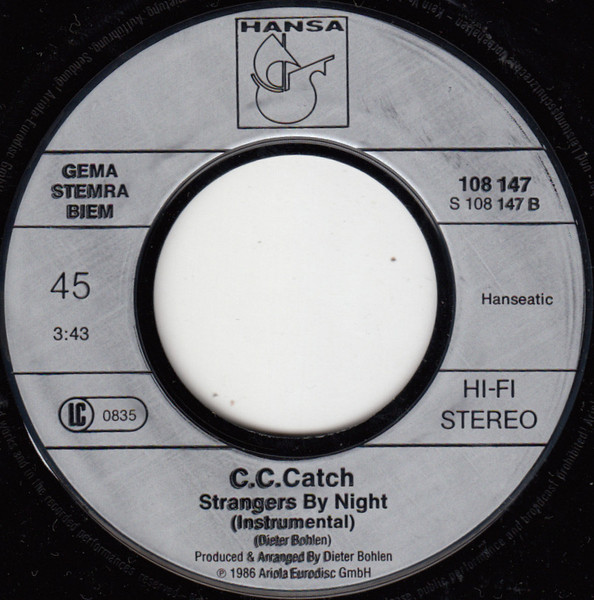 HANSA
GEMA
STEMRA
BIEM
108 147
S 108 147 B
45
3:43
Hanseatic
LC 0835
HI-FI
STEREO
C.C.Catch
Strangers By Night
(Instrumental)
(Dieter Bohlen)
Produced & Arranged By Dieter Bohlen
℗ 1986 Ariola Eurodisc GmbH